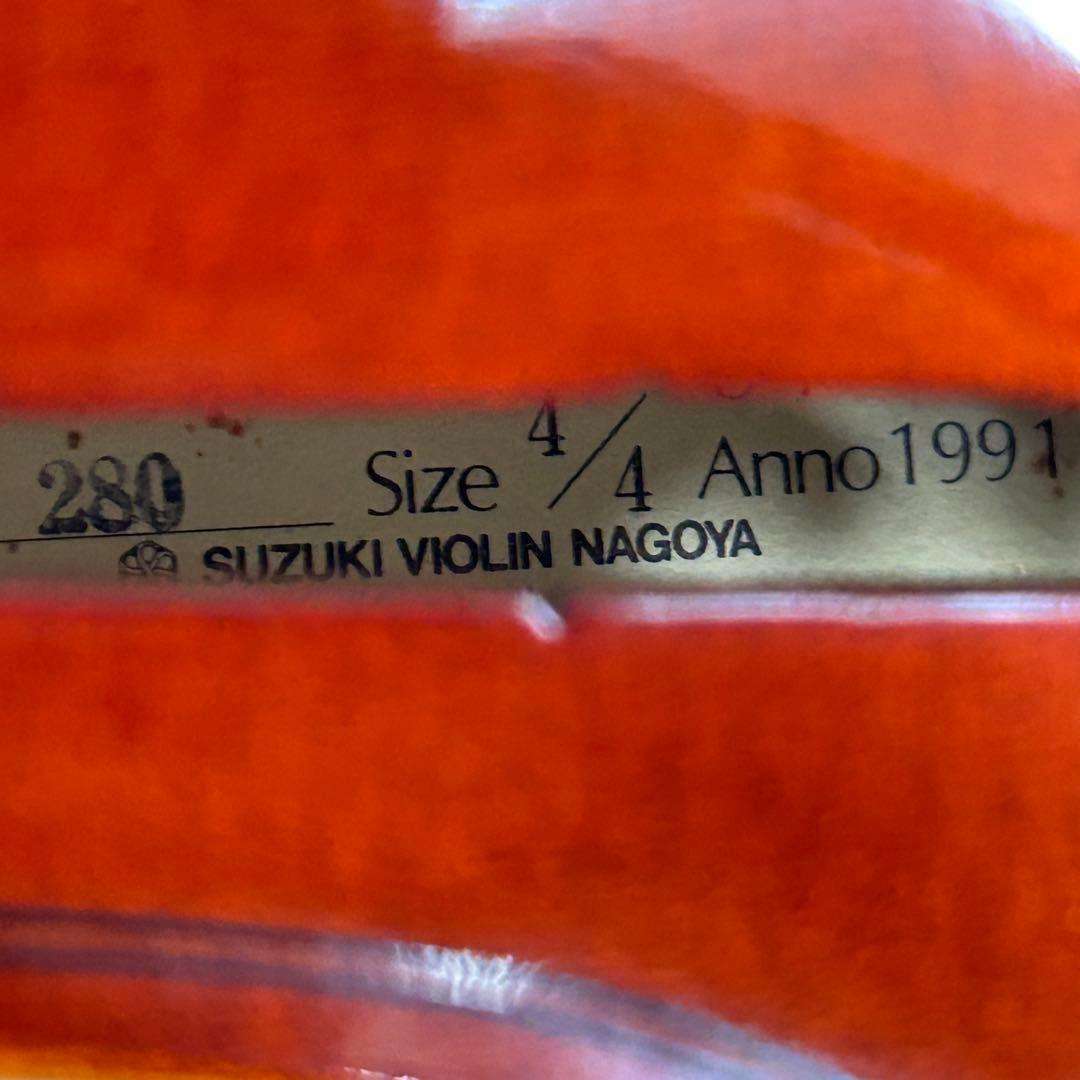 280 Size 4/4 Anno 1991
SUZUKI VIOLIN NAGOYA